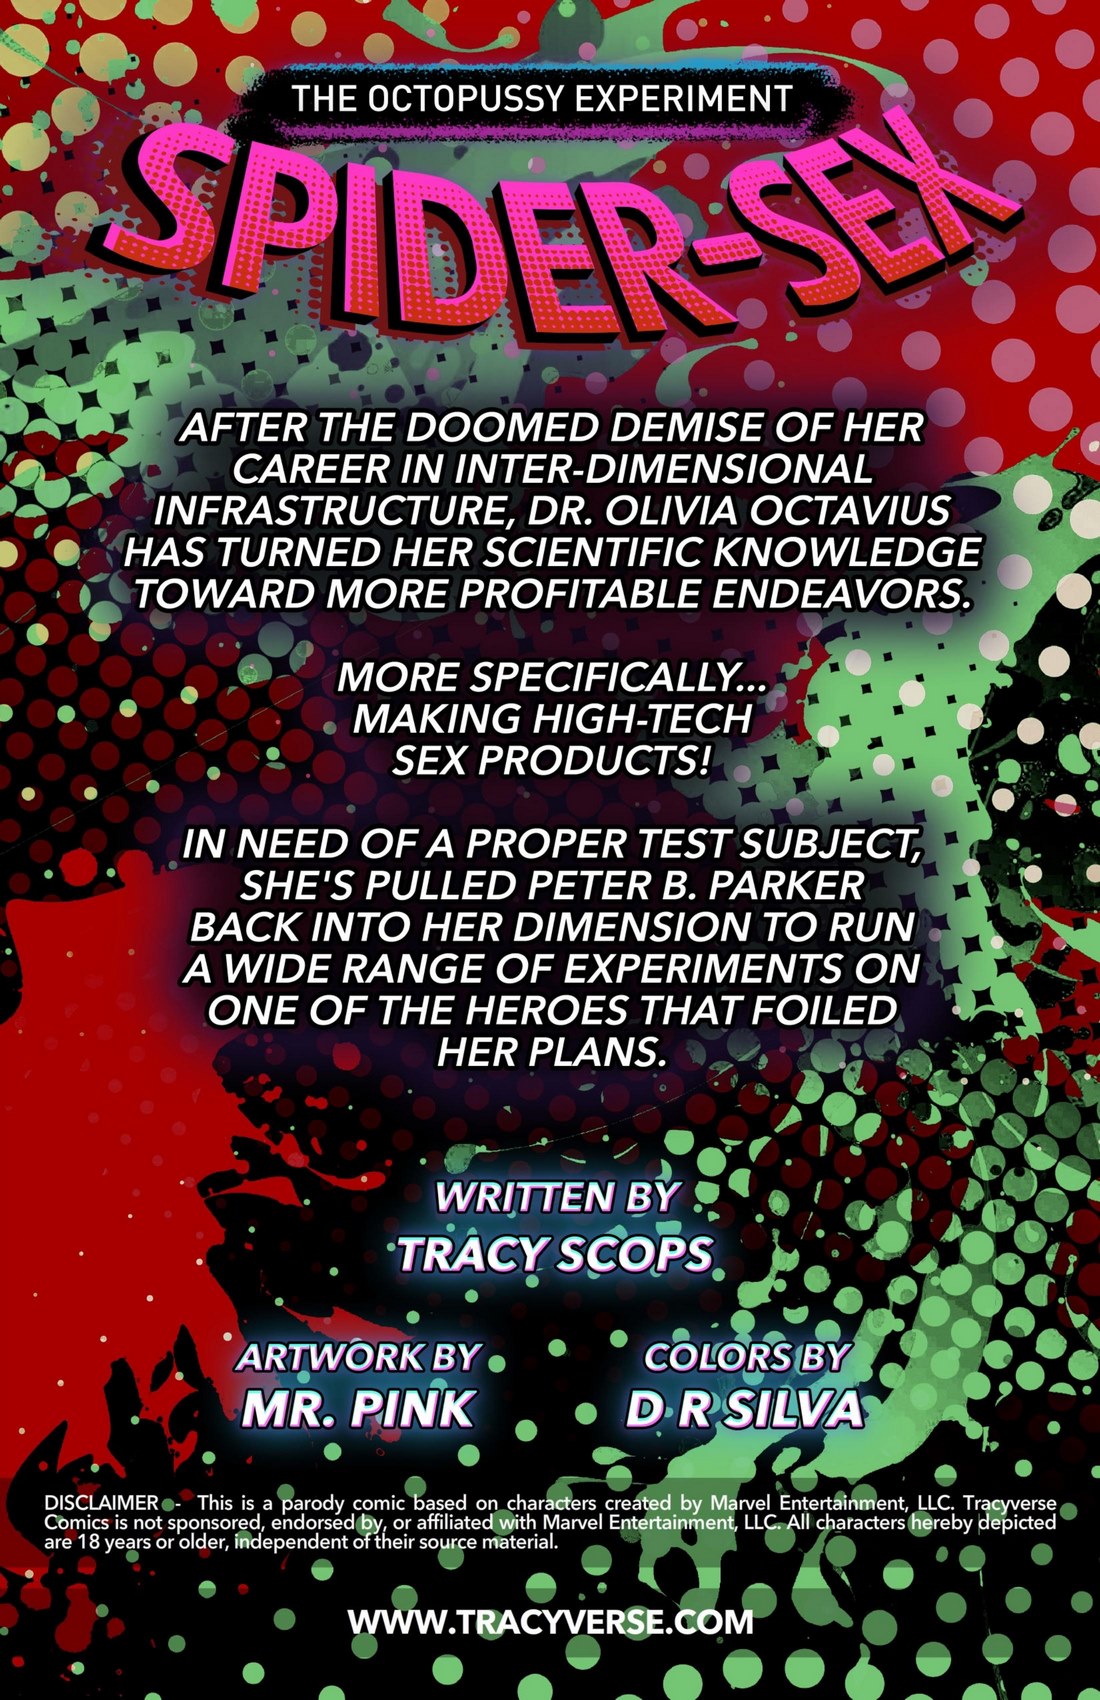 THE OCTOPUSSY EXPERIMENT
SPIDER-SEX
AFTER THE DOOMED DEMISE OF HER
CAREER IN INTER-DIMENSIONAL
INFRASTRUCTURE, DR. OLIVIA OCTAVIUS
HAS TURNED HER SCIENTIFIC KNOWLEDGE
TOWARD MORE PROFITABLE ENDEAVORS.
MORE SPECIFICALLY...
MAKING HIGH-TECH
SEX PRODUCTS!
IN NEED OF A PROPER TEST SUBJECT,
SHE'S PULLED PETER B. PARKER
BACK INTO HER DIMENSION TO RUN
A WIDE RANGE OF EXPERIMENTS ON
ONE OF THE HEROES THAT FOILED
HER PLANS.
WRITTEN BY
TRACY SCOPS
ARTWORK BY
MR. PINK
COLORS BY
D R SILVA
DISCLAIMER - This is a parody comic based on characters created by Marvel Entertainment, LLC. Tracyverse
Comics is not sponsored, endorsed by, or affiliated with Marvel Entertainment, LLC. All characters hereby depicted
are 18 years or older, independent of their source material.
WWW.TRACYVERSE.COM